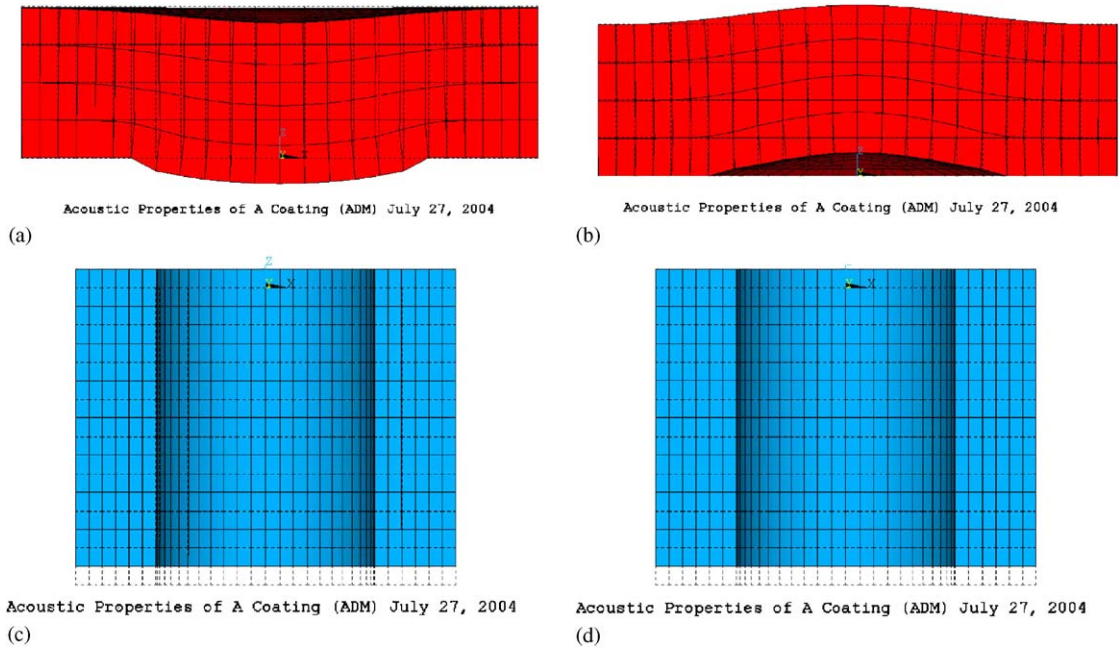 Z
X
Acoustic Properties of A Coating (ADM) July 27, 2004
(a)
Z
Acoustic Properties of A Coating (ADM) July 27, 2004
(b)
Z
Y
X
Acoustic Properties of A Coating (ADM) July 27, 2004
(c)
Y
X
Acoustic Properties of A Coating (ADM) July 27, 2004
(d)